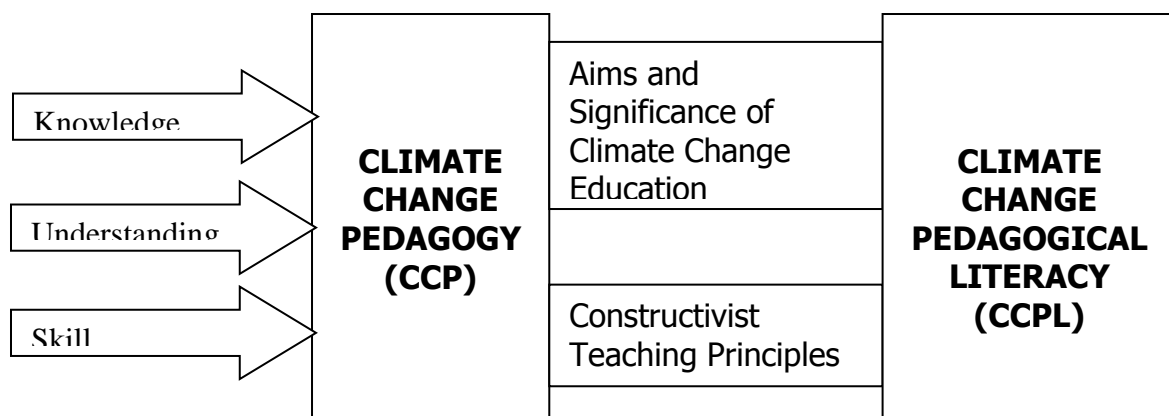 Knowledge
Understanding
Skill
CLIMATE
CHANGE
PEDAGOGY
(CCP)
Aims and
Significance of
Climate Change
Education
Constructivist
Teaching Principles
CLIMATE
CHANGE
PEDAGOGICAL
LITERACY
(CCPL)